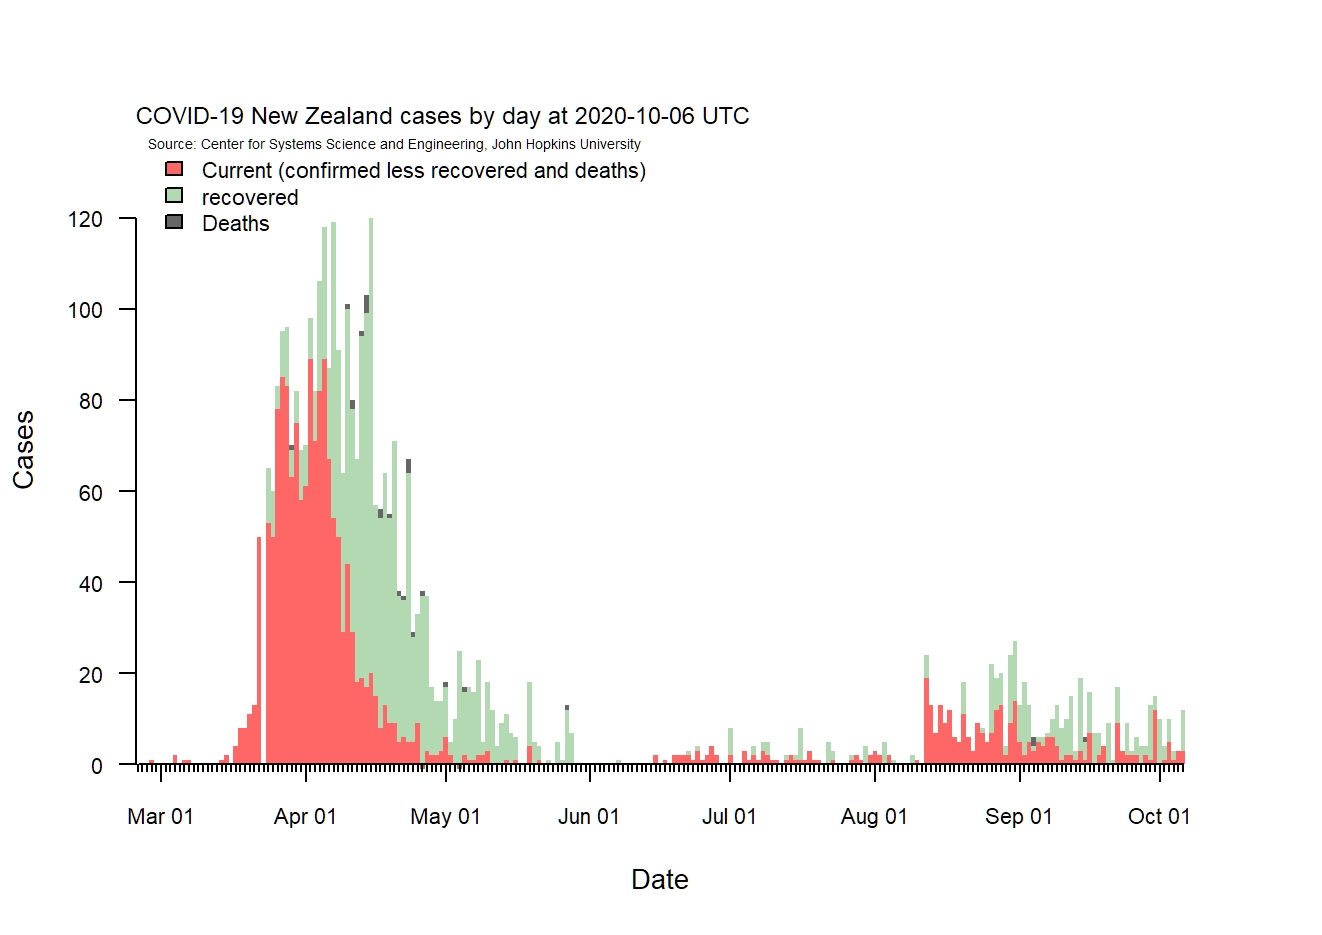 COVID-19 New Zealand cases by day at 2020-10-06 UTC
Source: Center for Systems Science and Engineering, John Hopkins University
Current (confirmed less recovered and deaths)
recovered
Deaths
120
100
80
60
40
20
0
Cases
Mar 01 Apr 01 May 01 Jun 01 Jul 01 Aug 01 Sep 01 Oct 01
Date